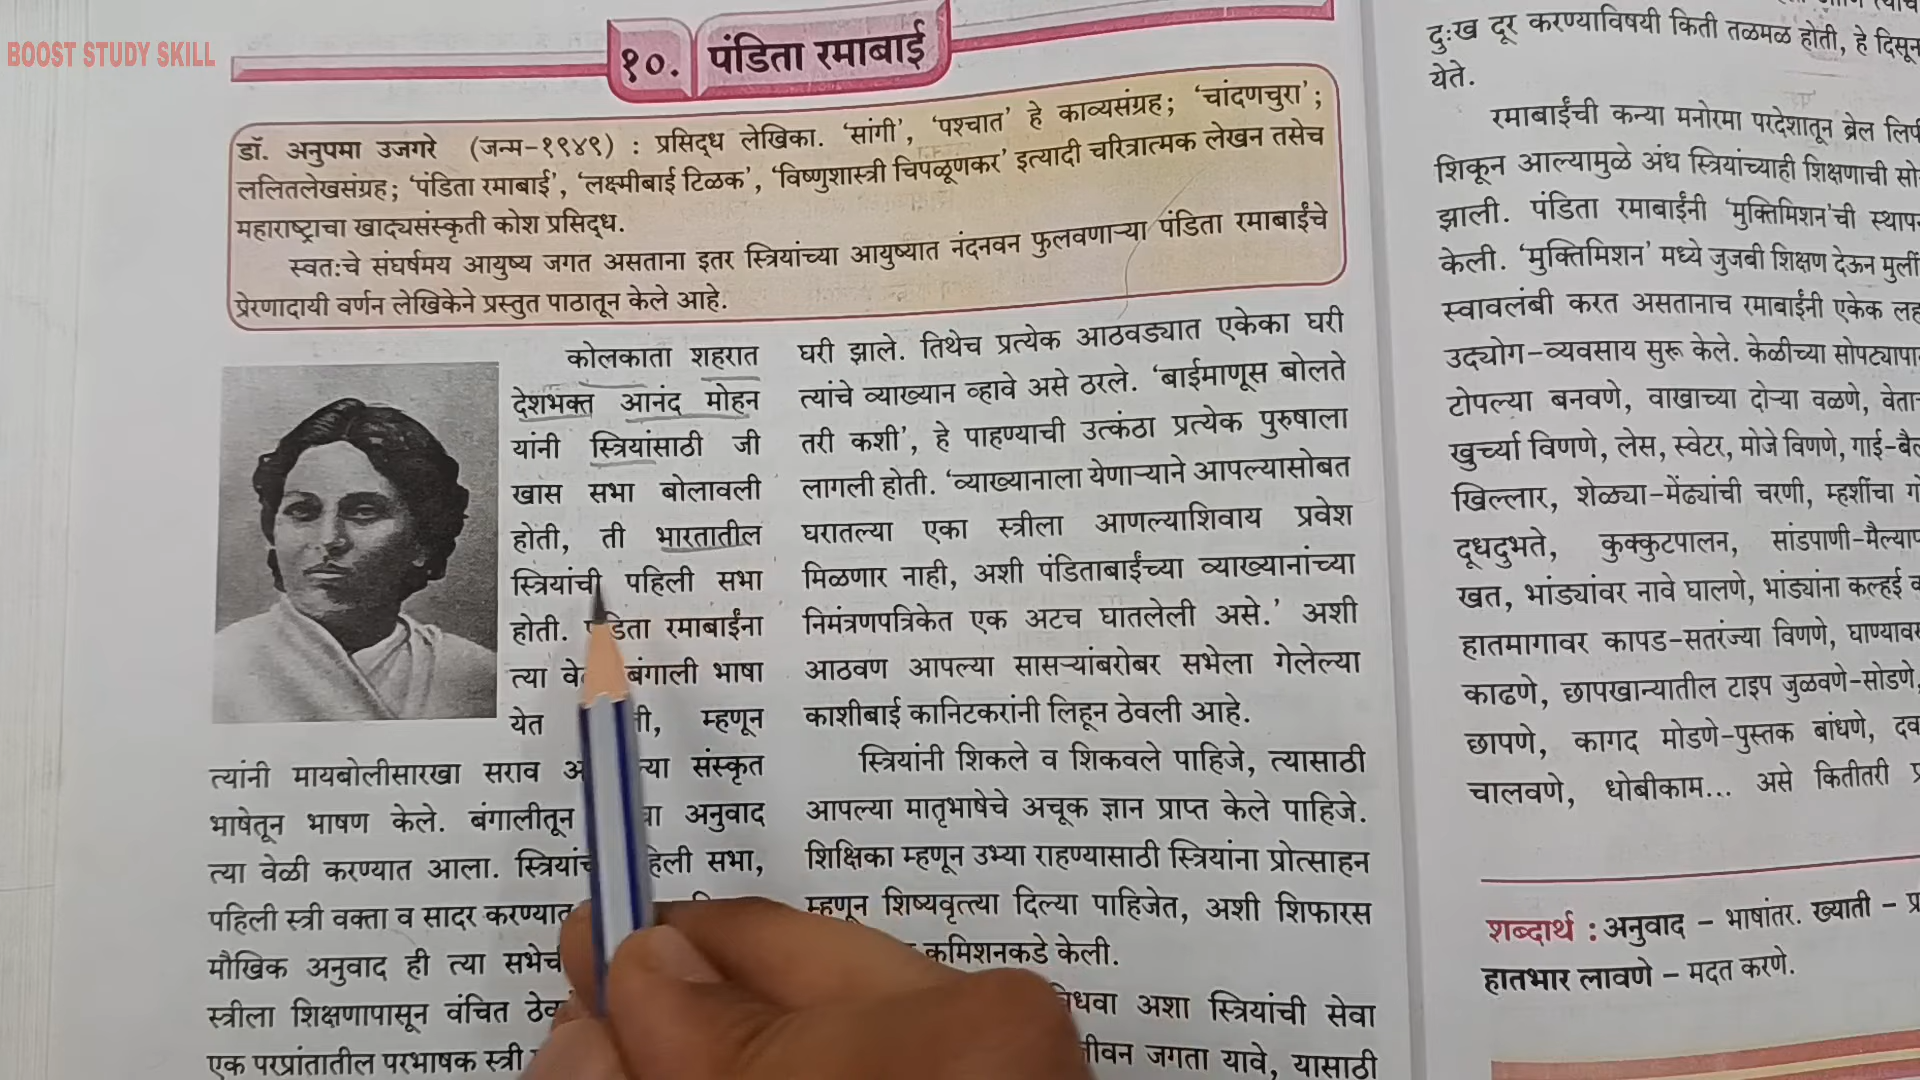 BOOST STUDY SKILL
१०. पंडिता रमाबाई
डॉ. अनुपमा उजगरे (जन्म-१९४९) : प्रसिद्ध लेखिका. 'सांगी', 'पश्चात' हे काव्यसंग्रह; 'चांदणचुरा';
ललितलेखसंग्रह; 'पंडिता रमाबाई', 'लक्ष्मीबाई टिळक', 'विष्णुशास्त्री चिपळूणकर' इत्यादी चरित्रात्मक लेखन तसेच
महाराष्ट्राचा खाद्यसंस्कृती कोश प्रसिद्ध.
स्वतःचे संघर्षमय आयुष्य जगत असताना इतर स्त्रियांच्या आयुष्यात नंदनवन फुलवणाऱ्या पंडिता रमाबाईंचे
प्रेरणादायी वर्णन लेखिकेने प्रस्तुत पाठातून केले आहे.
कोलकाता शहरात
देशभक्त आनंद मोहन
यांनी स्त्रियांसाठी जी
खास सभा बोलावली
होती, ती भारतातील
स्त्रियांची पहिली सभा
होती. पंडिता रमाबाईंना
त्या बंगाली भाषा
येत म्हणून
त्यांनी मायबोलीसारखा सराव संस्कृत
भाषेतून भाषण केले. बंगालीतून अनुवाद
त्या वेळी करण्यात आला. सभा,
पहिली स्त्री वक्ता व सादर करण्यात
मौखिक अनुवाद ही त्या सभेची
स्त्रीला शिक्षणापासून वंचित
एक परप्रांतातील परभाषक स्त्री
घरी झाले. तिथेच प्रत्येक आठवड्यात एकेका घरी
त्यांचे व्याख्यान व्हावे असे ठरले. 'बाईमाणूस बोलते
तरी कशी', हे पाहण्याची उत्कंठा प्रत्येक पुरुषाला
लागली होती. 'व्याख्यानाला येणाऱ्याने आपल्यासोबत
घरातल्या एका स्त्रीला आणल्याशिवाय प्रवेश
मिळणार नाही, अशी पंडिताबाईंच्या व्याख्यानांच्या
निमंत्रणपत्रिकेत एक अटच घातलेली असे.' अशी
आठवण आपल्या सासऱ्यांबरोबर सभेला गेलेल्या
काशीबाई कानिटकरांनी लिहून ठेवली आहे.
स्त्रियांनी शिकले व शिकवले पाहिजे, त्यासाठी
आपल्या मातृभाषेचे अचूक ज्ञान प्राप्त केले पाहिजे.
शिक्षिका म्हणून उभ्या राहण्यासाठी स्त्रियांना प्रोत्साहन
म्हणून शिष्यवृत्त्या दिल्या पाहिजेत, अशी शिफारस
कमिशनकडे केली.
विधवा अशा स्त्रियांची सेवा
जीवन जगता यावे, यासाठी
दुःख दूर करण्याविषयी किती तळमळ होती, हे दिसून
येते.
रमाबाईंची कन्या मनोरमा परदेशातून ब्रेल लिपी
शिकून आल्यामुळे अंध स्त्रियांच्याही शिक्षणाची
झाली. पंडिता रमाबाईंनी 'मुक्तिमिशन'ची
केली. 'मुक्तिमिशन' मध्ये जुजबी शिक्षण देऊन मुलीं
स्वावलंबी करत असतानाच रमाबाईंनी एकेक
उद्योग-व्यवसाय सुरू केले. केळीच्या
टोपल्या बनवणे, वाखाच्या दोऱ्या वळणे,
खुर्च्या विणणे, लेस, स्वेटर, मोजे विणणे,
खिल्लार, शेळ्या-मेंढ्यांची चरणी, म्हशींचा
दूधदुभते, कुक्कुटपालन,
खत, भांड्यांवर नावे घालणे, भांड्यांना कल्हई
हातमागावर कापड-सतरंज्या विणणे,
काढणे, छापखान्यातील टाइप जुळवणे-सोडणे,
छापणे, कागद मोडणे-पुस्तक बांधणे,
चालवणे, धोबीकाम... असे कितीतरी
शब्दार्थ : अनुवाद - भाषांतर. ख्याती -
हातभार लावणे - मदत करणे.